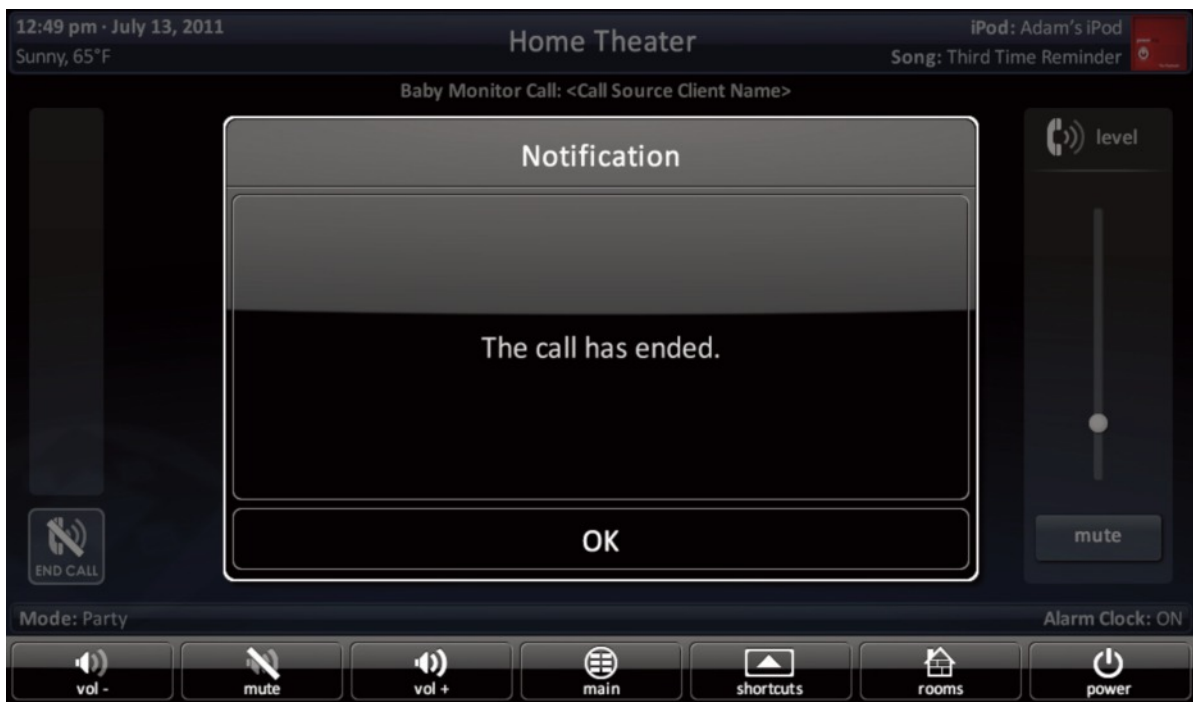 12:49 pm · July 13, 2011
Sunny, 65°F
Home Theater
iPod: Adam's iPod
Song: Third Time Reminder
Baby Monitor Call: <Call Source Client Name>
Notification
The call has ended.
OK
level
mute
END CALL
Mode: Party
Alarm Clock: ON
vol -
mute
vol +
main
shortcuts
rooms
power